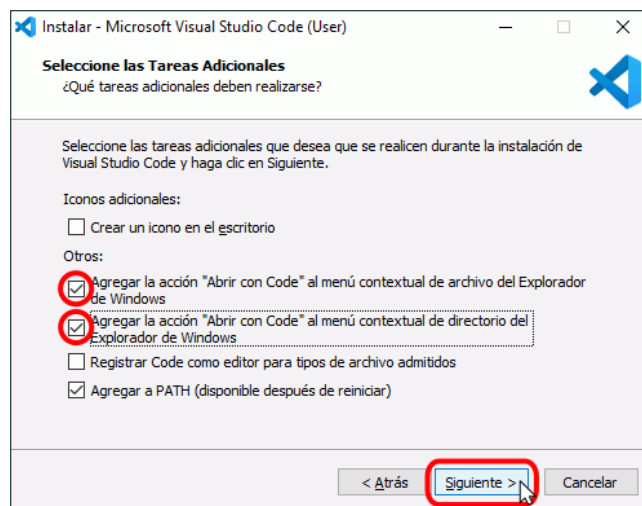 Instalar - Microsoft Visual Studio Code (User)
Seleccione las Tareas Adicionales
¿Qué tareas adicionales deben realizarse?
Seleccione las tareas adicionales que desea que se realicen durante la instalación de
Visual Studio Code y haga clic en Siguiente.
Iconos adicionales:
Crear un icono en el escritorio
Otros:
Agregar la acción "Abrir con Code" al menú contextual de archivo del Explorador
de Windows
Agregar la acción "Abrir con Code" al menú contextual de directorio del
Explorador de Windows
Registrar Code como editor para tipos de archivo admitidos
Agregar a PATH (disponible después de reiniciar)
< Atrás Siguiente > Cancelar